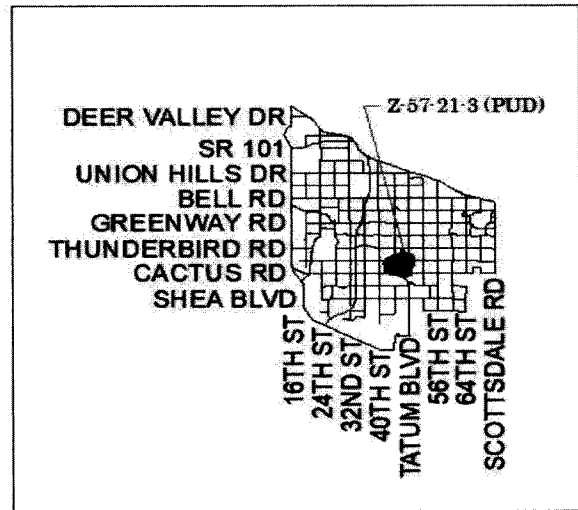 Z-57-21-3 (PUD)
DEER VALLEY DR
SR 101
UNION HILLS DR
BELL RD
GREENWAY RD
THUNDERBIRD RD
CACTUS RD
SHEA BLVD
16TH ST
24TH ST
32ND ST
40TH ST
TATUM BLVD
56TH ST
64TH ST
SCOTTSDALE RD